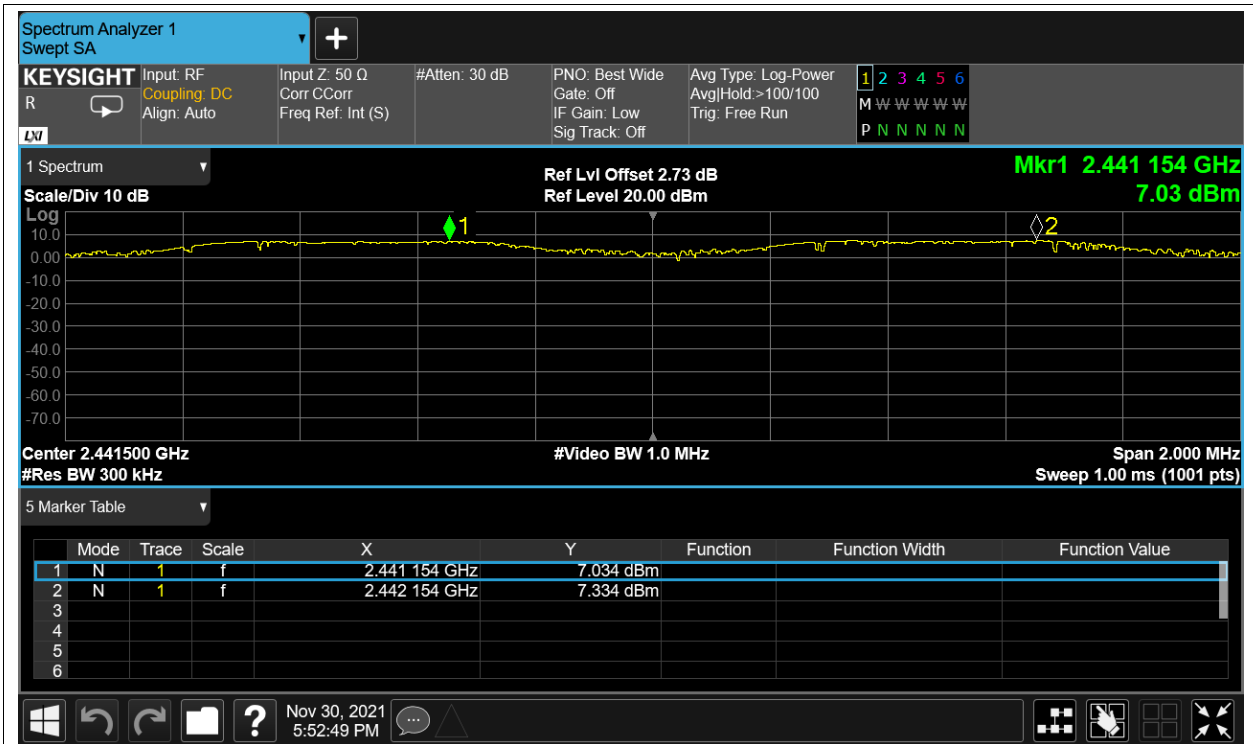 Spectrum Analyzer 1
Swept SA
KEYSIGHT
R
LXI
Input: RF
Coupling: DC
Align: Auto
Input Z: 50 Ω
Corr CCorr
Freq Ref: Int (S)
#Atten: 30 dB
PNO: Best Wide
Gate: Off
IF Gain: Low
Sig Track: Off
Avg Type: Log-Power
Avg|Hold:>100/100
Trig: Free Run
1 2 3 4 5 6
M W W W W W
P N N N N N
1 Spectrum
Scale/Div 10 dB
Ref Lvl Offset 2.73 dB
Ref Level 20.00 dBm
Mkr1 2.441 154 GHz
7.03 dBm
Log
1
2
10.0
0.00
-10.0
-20.0
-30.0
-40.0
-50.0
-60.0
-70.0
Center 2.441500 GHz
#Video BW 1.0 MHz
Span 2.000 MHz
#Res BW 300 kHz
Sweep 1.00 ms (1001 pts)
5 Marker Table
Mode Trace Scale X Y Function Function Width Function Value
1 N 1 f 2.441 154 GHz 7.034 dBm
2 N 1 f 2.442 154 GHz 7.334 dBm
3
4
5
6
?
Nov 30, 2021
5:52:49 PM